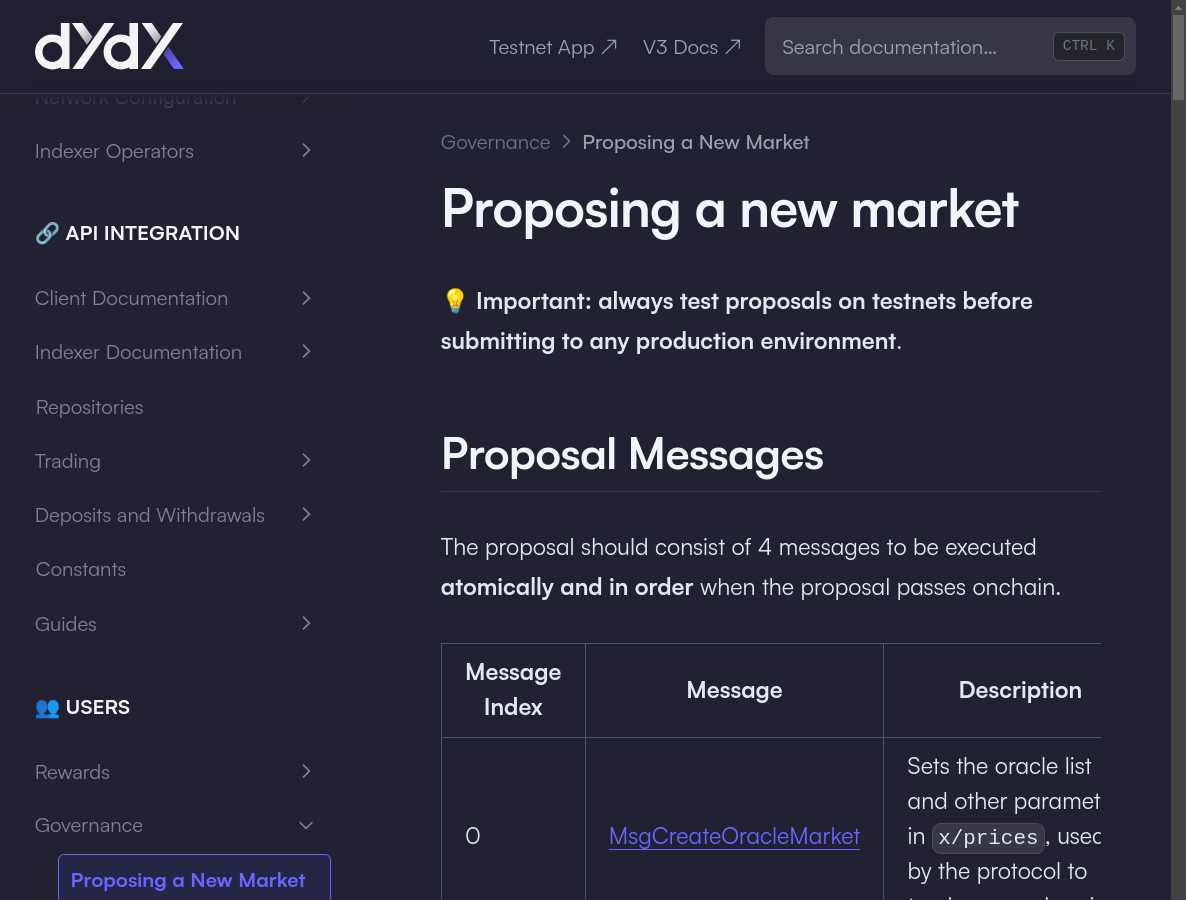 dYdX
Testnet App
V3 Docs
Search documentation...
CTRL K
Network Configuration
Indexer Operators
API INTEGRATION
Client Documentation
Indexer Documentation
Repositories
Trading
Deposits and Withdrawals
Constants
Guides
USERS
Rewards
Governance
Proposing a New Market
Governance > Proposing a New Market
Proposing a new market
💡 Important: always test proposals on testnets before
submitting to any production environment.
Proposal Messages
The proposal should consist of 4 messages to be executed
atomically and in order when the proposal passes onchain.
Message
Index
Message
Description
0
MsgCreateOracleMarket
Sets the oracle list
and other paramet
in x/prices, used
by the protocol to